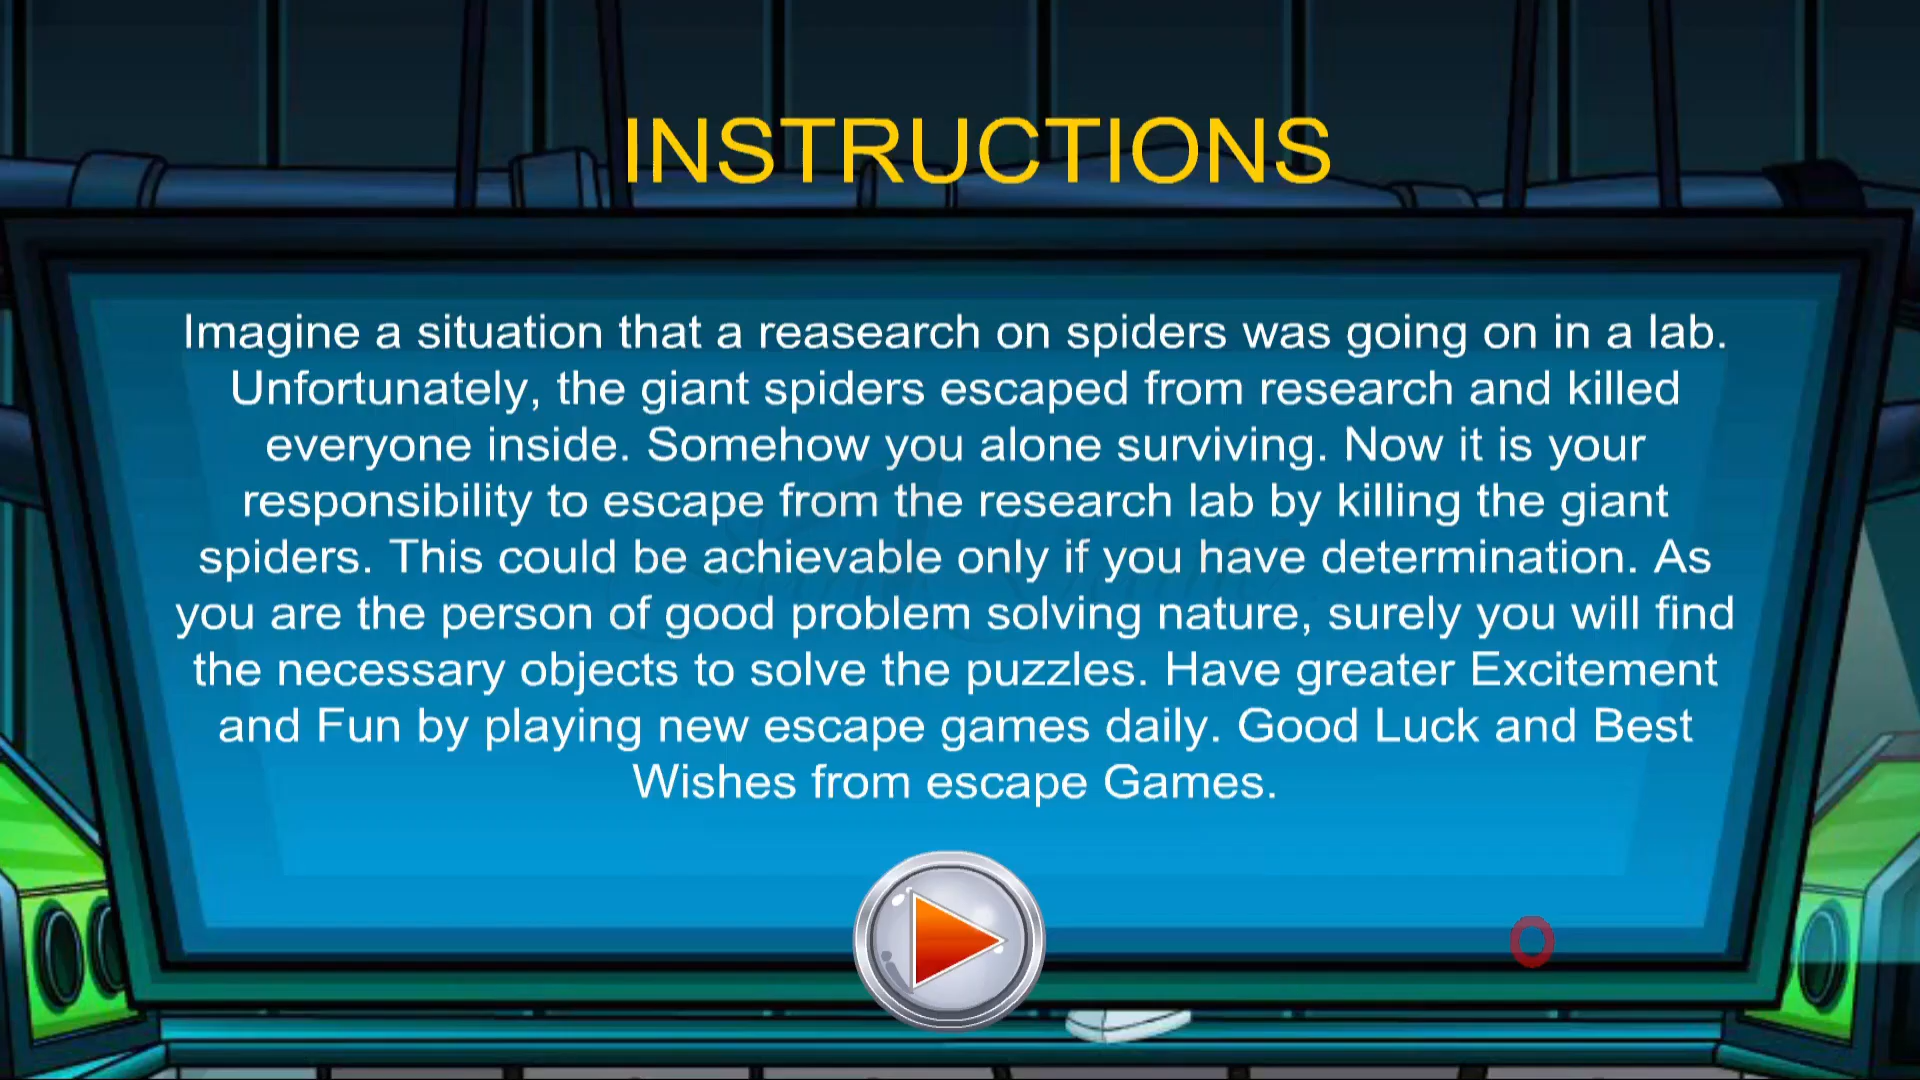 INSTRUCTIONS
Imagine a situation that a reasearch on spiders was going on in a lab.
Unfortunately, the giant spiders escaped from research and killed
everyone inside. Somehow you alone surviving. Now it is your
responsibility to escape from the research lab by killing the giant
spiders. This could be achievable only if you have determination. As
you are the person of good problem solving nature, surely you will find
the necessary objects to solve the puzzles. Have greater Excitement
and Fun by playing new escape games daily. Good Luck and Best
Wishes from escape Games.